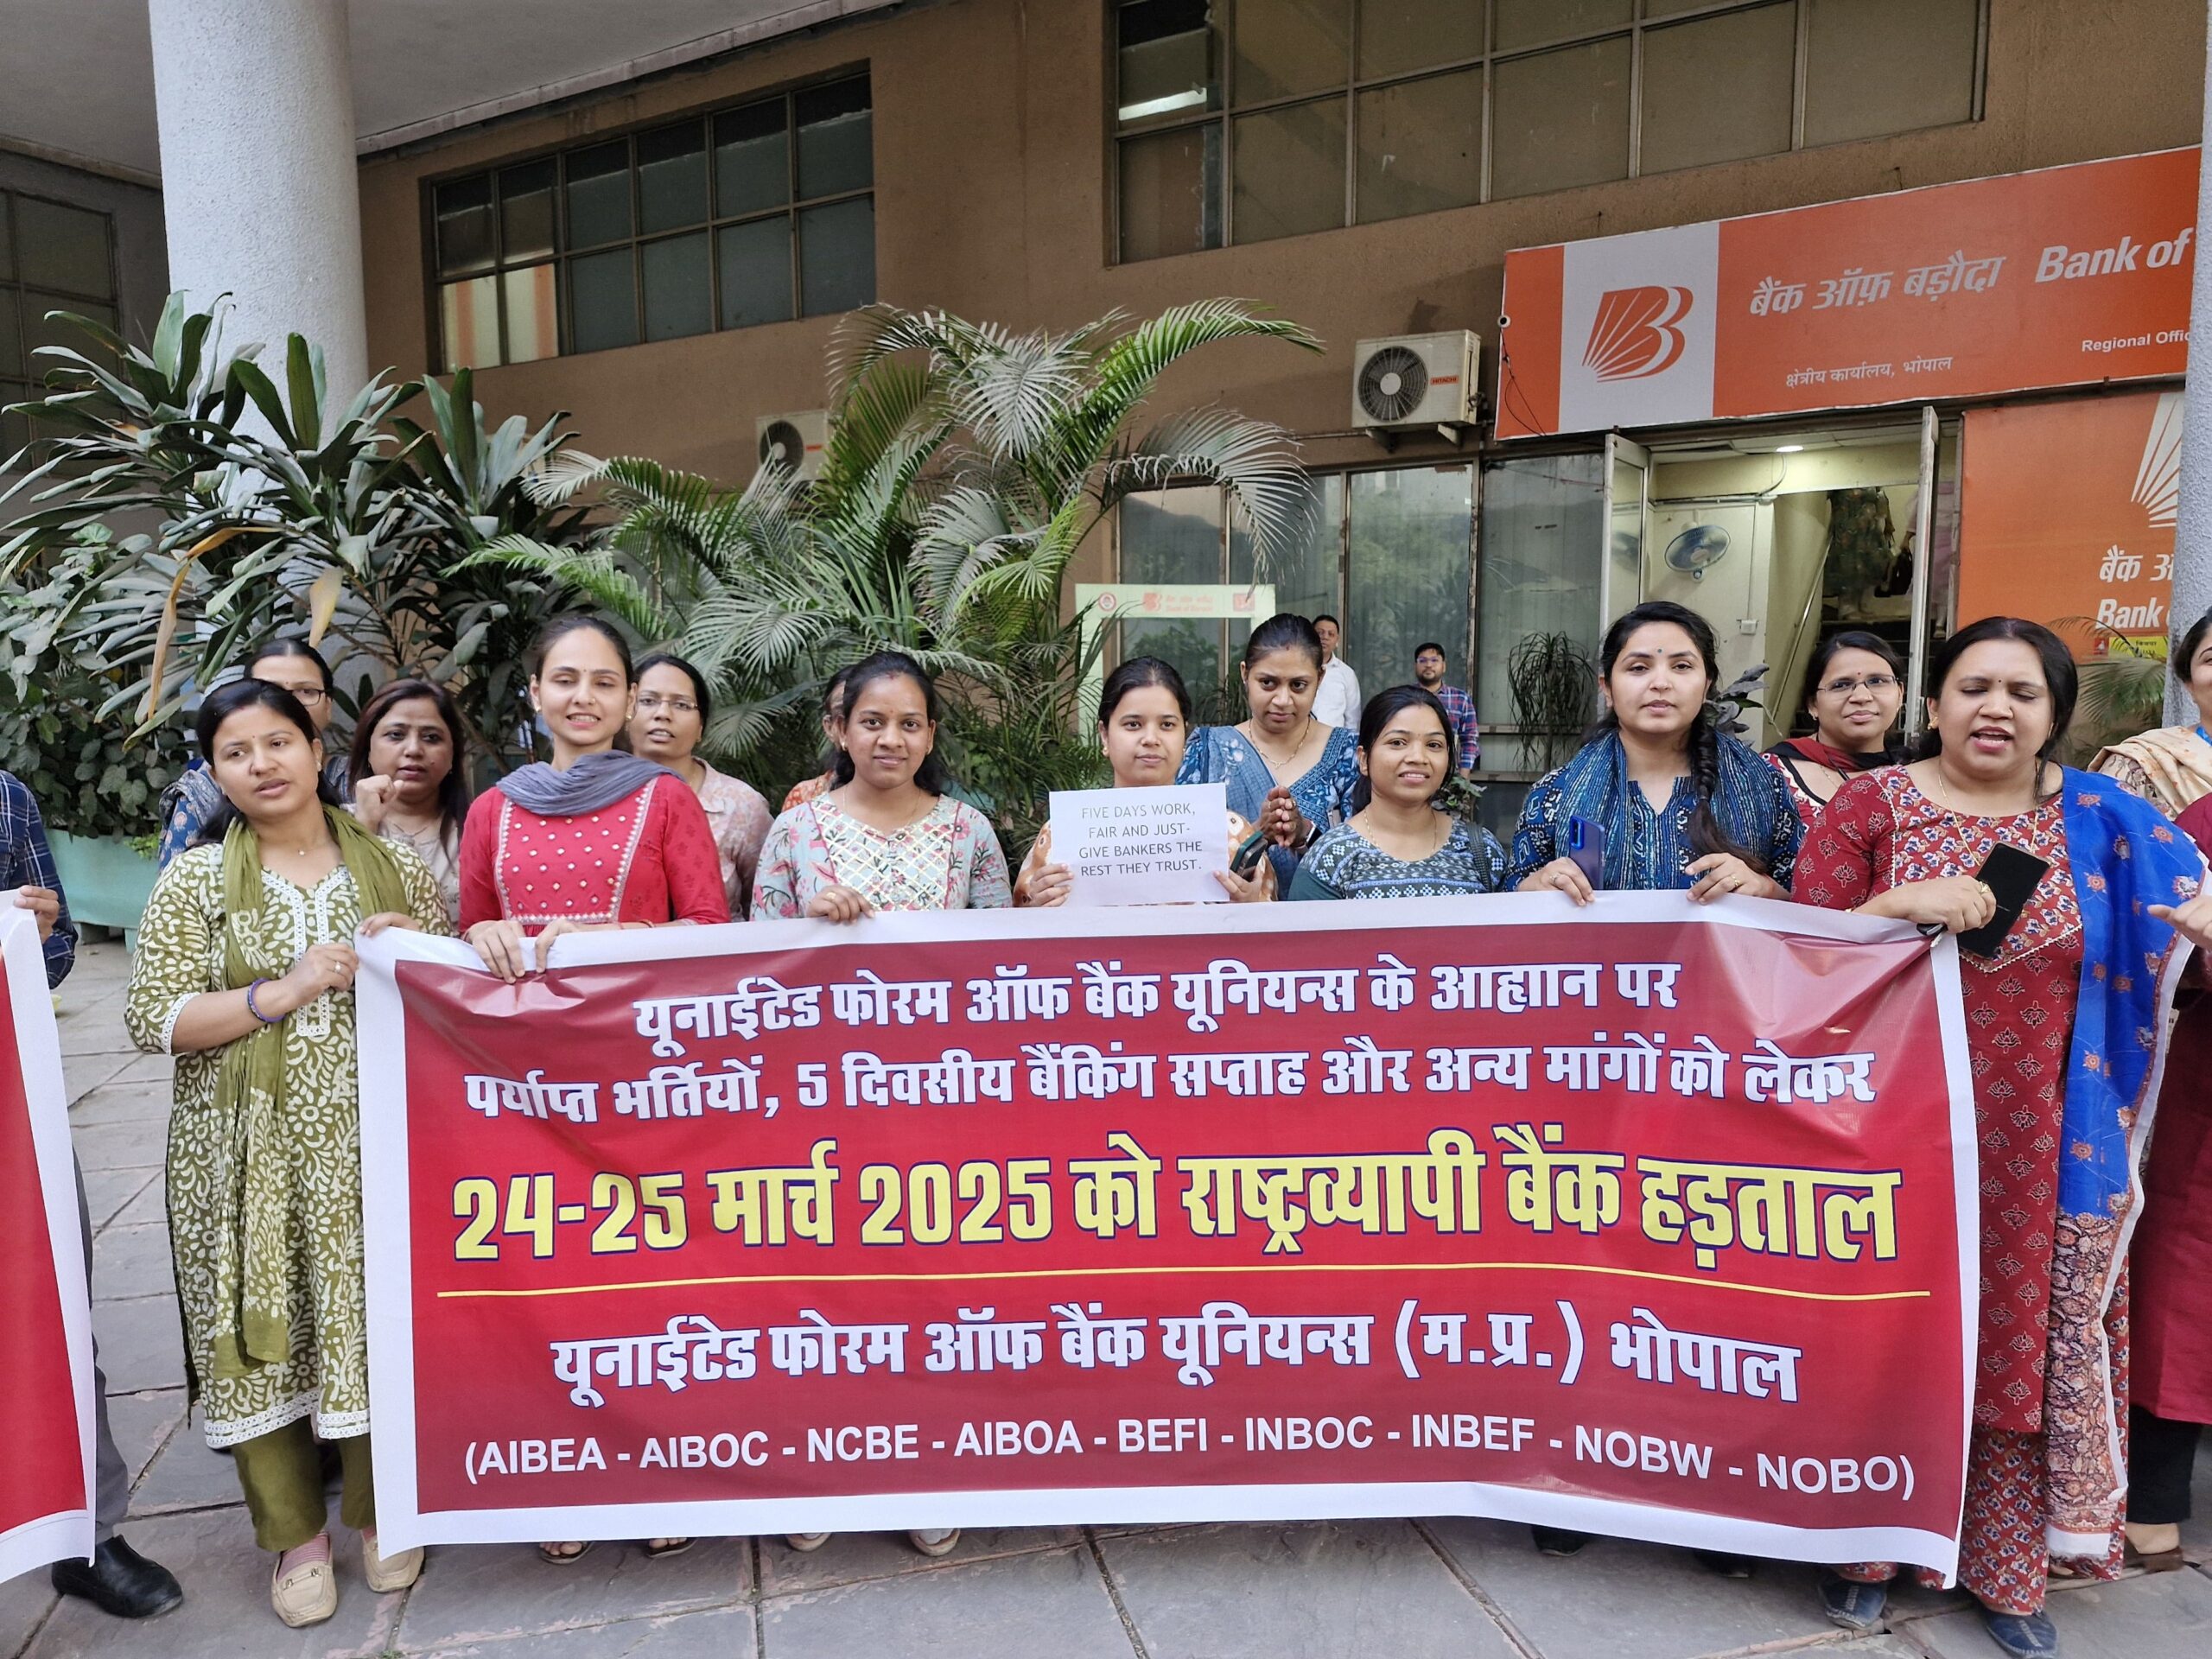 बैंक ऑफ़ बड़ौदा Bank of
क्षेत्रीय कार्यालय, भोपाल
Regional Offic
HITACHI
बैंक ऑ
Bank
FIVE DAYS WORK,
FAIR AND JUST-
GIVE BANKERS THE
REST THEY TRUST.
यूनाईटेड फोरम ऑफ बैंक यूनियन्स के आह्वाान पर
पर्याप्त भर्तियों, 5 दिवसीय बैंकिंग सप्ताह और अन्य मांगों को लेकर
24-25 मार्च 2025 को राष्ट्रव्यापी बैंक हड़ताल
यूनाईटेड फोरम ऑफ बैंक यूनियन्स (म.प्र.) भोपाल
(AIBEA - AIBOC - NCBE - AIBOA - BEFI - INBOC - INBEF - NOBW - NOBO)